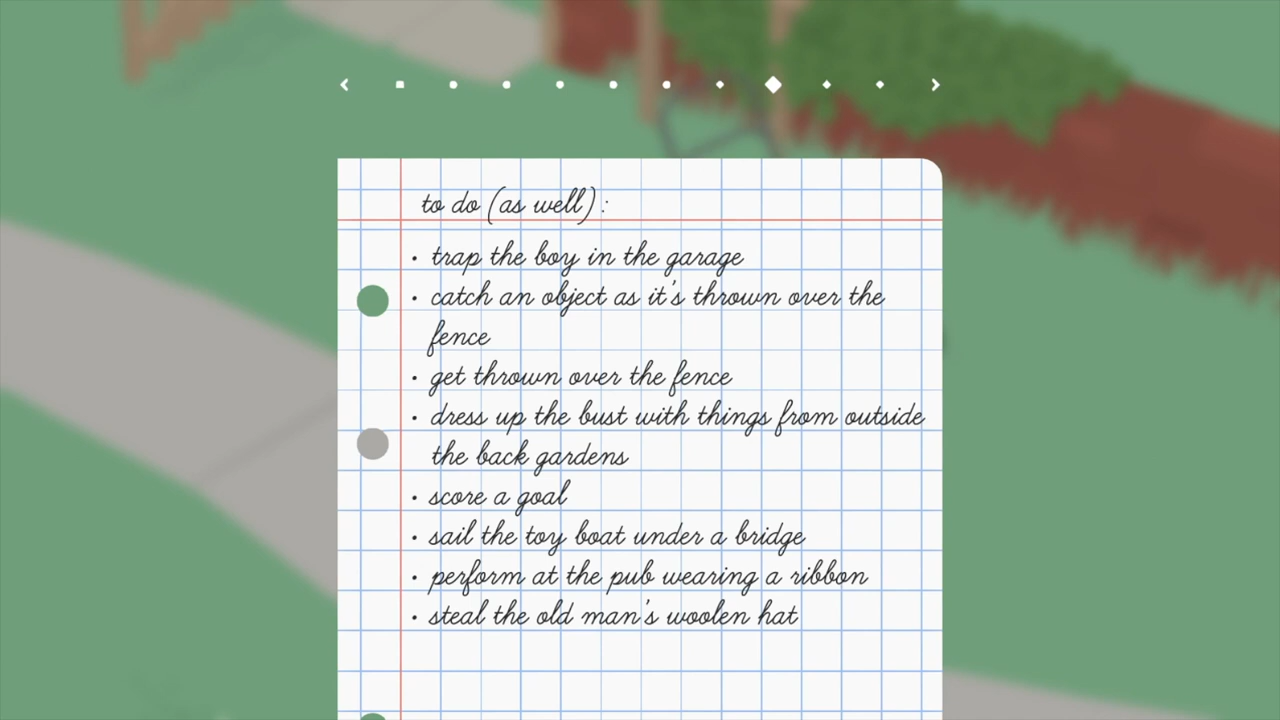 to do (as well):
• trap the boy in the garage
• catch an object as it's thrown over the
fence
• get thrown over the fence
• dress up the bust with things from outside
the back gardens
• score a goal
• sail the toy boat under a bridge
• perform at the pub wearing a ribbon
• steal the old man's woolen hat